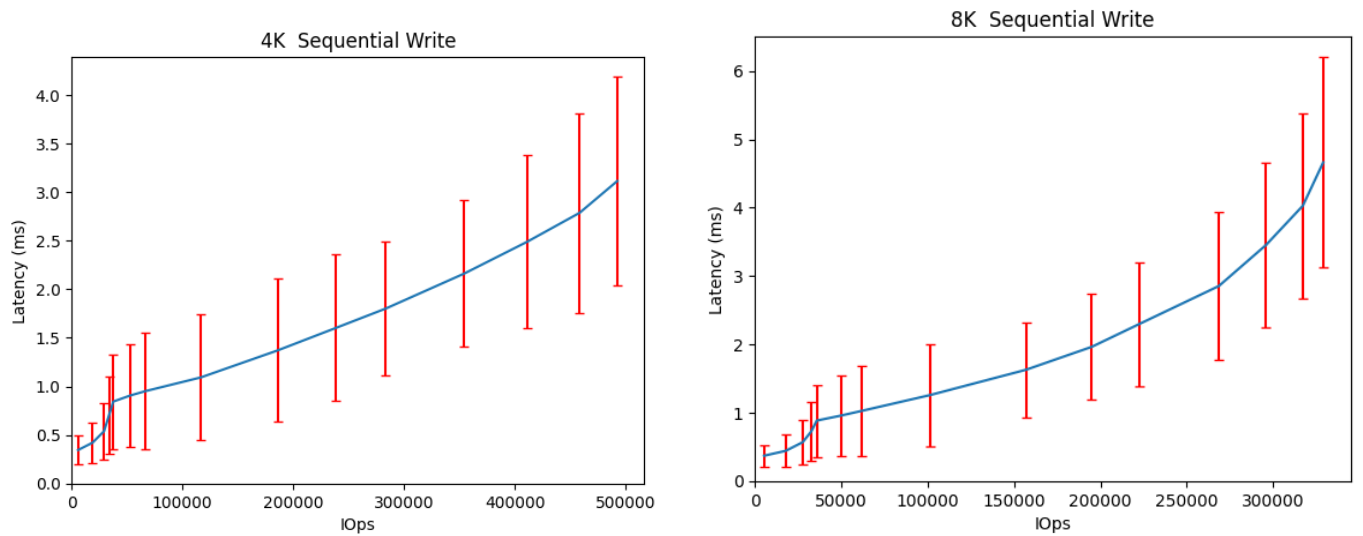 4K  Sequential Write
Latency (ms)
4.0
3.5
3.0
2.5
2.0
1.5
1.0
0.5
0.0
0 100000 200000 300000 400000 500000
IOps
8K  Sequential Write
Latency (ms)
6
5
4
3
2
1
0
0 50000 100000 150000 200000 250000 300000
IOps